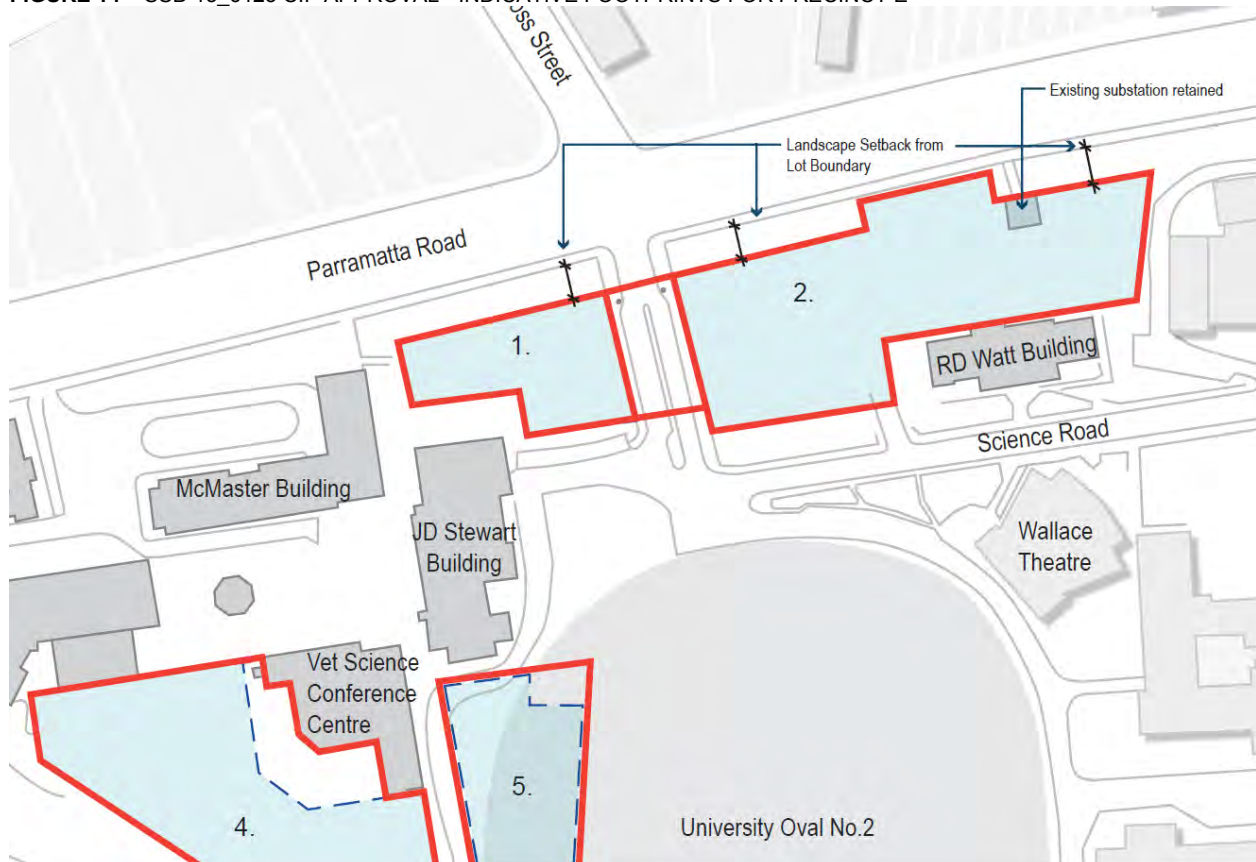 oss Street
Existing substation retained
Landscape Setback from
Lot Boundary
Parramatta Road
2.
1.
RD Watt Building
Science Road
McMaster Building
JD Stewart
Building
Wallace
Theatre
Vet Science
Conference
Centre
5.
4.
University Oval No.2